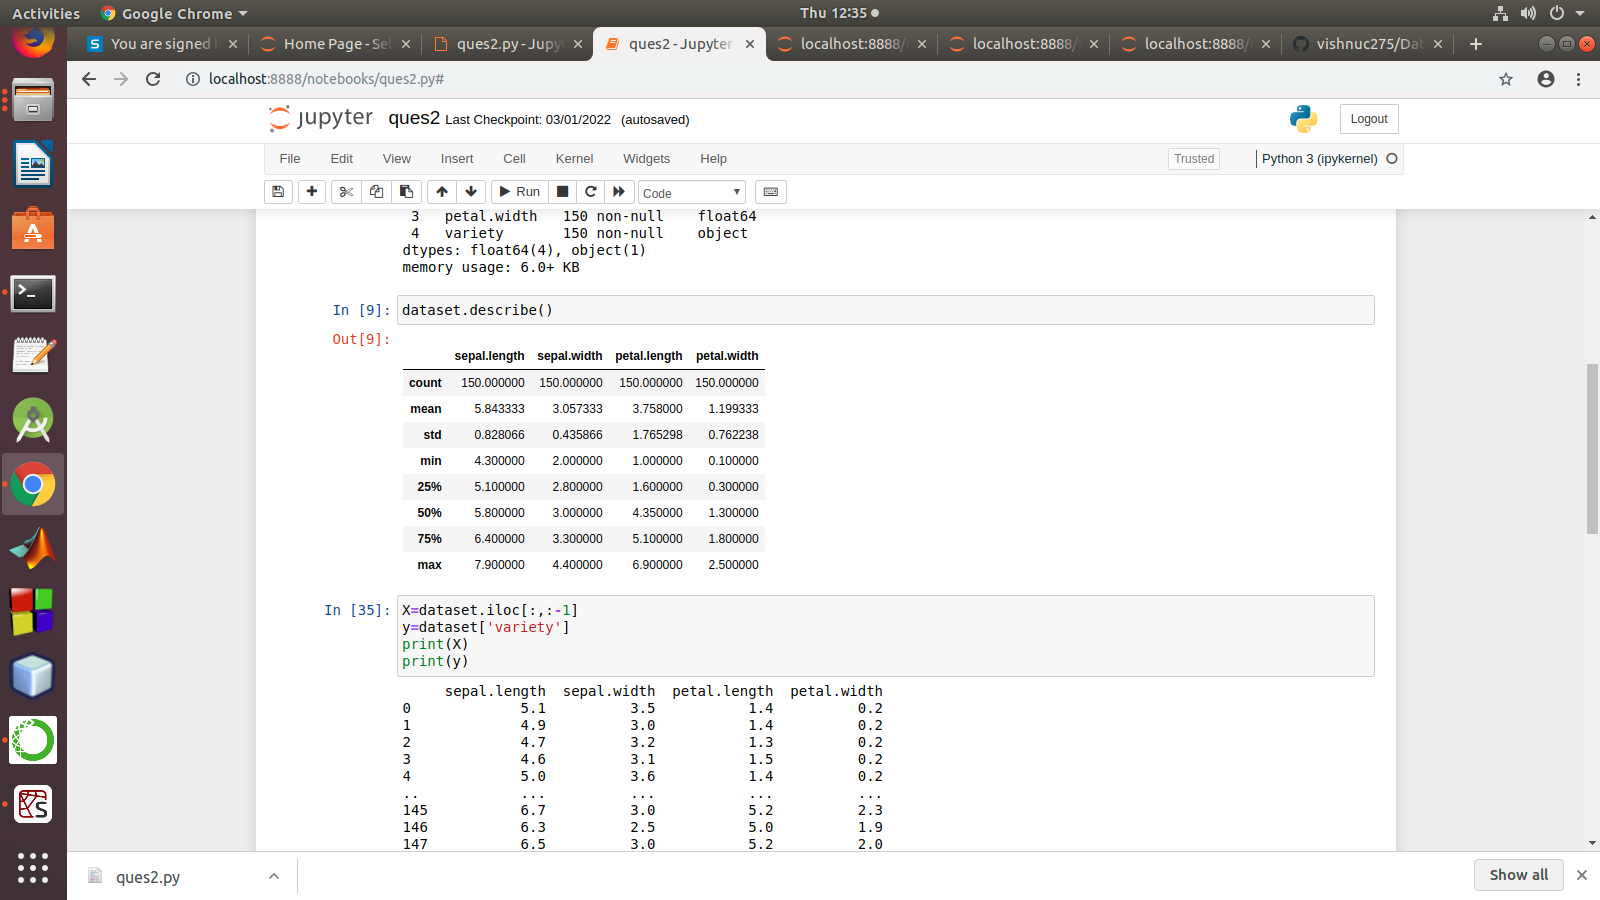 Activities Google Chrome Thu 12:35
You are signed i Home Page - Sel ques2.py - Jupyt ques2 - Jupyter localhost:8888/ localhost:8888/ localhost:8888/ vishnuc275/Dat
localhost:8888/notebooks/ques2.py#
jupyter ques2 Last Checkpoint: 03/01/2022 (autosaved) Logout
File Edit View Insert Cell Kernel Widgets Help Trusted Python 3 (ipykernel)
Run Code
3 petal.width 150 non-null float64
4 variety 150 non-null object
dtypes: float64(4), object(1)
memory usage: 6.0+ KB
In [9]: dataset.describe()
Out[9]:
sepal.length sepal.width petal.length petal.width
count 150.000000 150.000000 150.000000 150.000000
mean 5.843333 3.057333 3.758000 1.199333
std 0.828066 0.435866 1.765298 0.762238
min 4.300000 2.000000 1.000000 0.100000
25% 5.100000 2.800000 1.600000 0.300000
50% 5.800000 3.000000 4.350000 1.300000
75% 6.400000 3.300000 5.100000 1.800000
max 7.900000 4.400000 6.900000 2.500000
In [35]: X=dataset.iloc[:,:-1]
y=dataset['variety']
print(X)
print(y)
sepal.length sepal.width petal.length petal.width
0 5.1 3.5 1.4 0.2
1 4.9 3.0 1.4 0.2
2 4.7 3.2 1.3 0.2
3 4.6 3.1 1.5 0.2
4 5.0 3.6 1.4 0.2
.. ... ... ... ...
145 6.7 3.0 5.2 2.3
146 6.3 2.5 5.0 1.9
147 6.5 3.0 5.2 2.0
ques2.py Show all